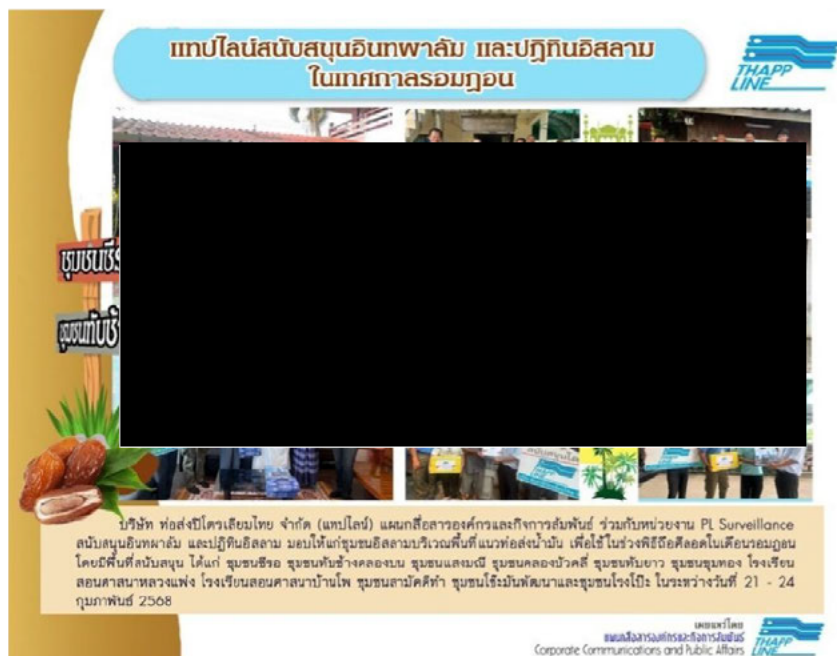 แทปไลน์สนับสนุนอินทผาลัม และปฏิทินอิสลาม
ในเทศกาลรอมฎอน
THAPP
LINE
ชุมชนทับช้
บริษัท ท่อส่งปิโตรเลียมไทย จำกัด (แทปไลน์) แผนกสื่อสารองค์กรและกิจการสัมพันธ์ ร่วมกับหน่วยงาน PL Surveillance
สนับสนุนอินทผาลัม และปฏิทินอิสลาม มอบให้แก่ชุมชนอิสลามบริเวณพื้นที่แนวท่อส่งน้ำมัน เพื่อใช้ในช่วงพิธีถือศีลอดในเดือนรอมฎอน
โดยมีพื้นที่สนับสนุน ได้แก่ ชุมชนซีรอ ชุมชนทับช้างคลองบน ชุมชนแสงมณี ชุมชนคลองบัวคลี่ ชุมชนทับยาว ชุมชนขุมทอง โรงเรียน
สอนศาสนาหลวงแพ่ง โรงเรียนสอนศาสนาบ้านโพ ชุมชนสามัคคีทำ ชุมชนโต๊ะมันพัฒนาและชุมชนโรงโป๊ะ ในระหว่างวันที่ 21 - 24
กุมภาพันธ์ 2568
เผยแพร่โดย
แผนกสื่อสารองค์กรและกิจการสัมพันธ์
Corporate Communications and Public Affairs
THAPP
LINE